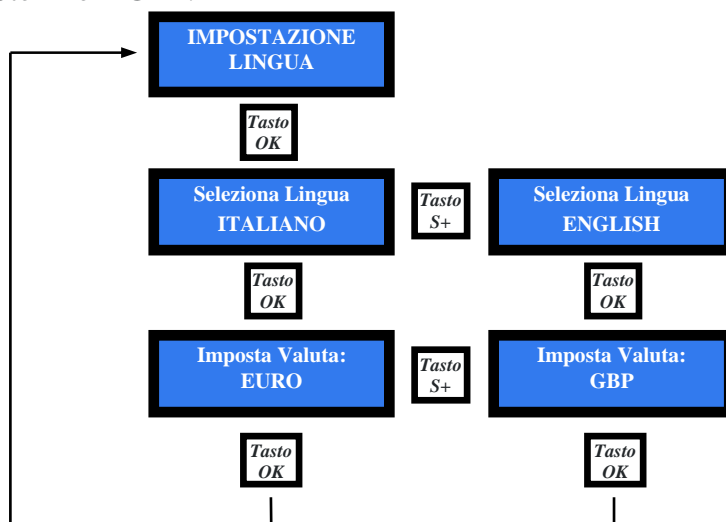 IMPOSTAZIONE
LINGUA
Tasto
OK
Seleziona Lingua
ITALIANO
Tasto
S+
Seleziona Lingua
ENGLISH
Tasto
OK
Tasto
OK
Imposta Valuta:
EURO
Tasto
S+
Imposta Valuta:
GBP
Tasto
OK
Tasto
OK